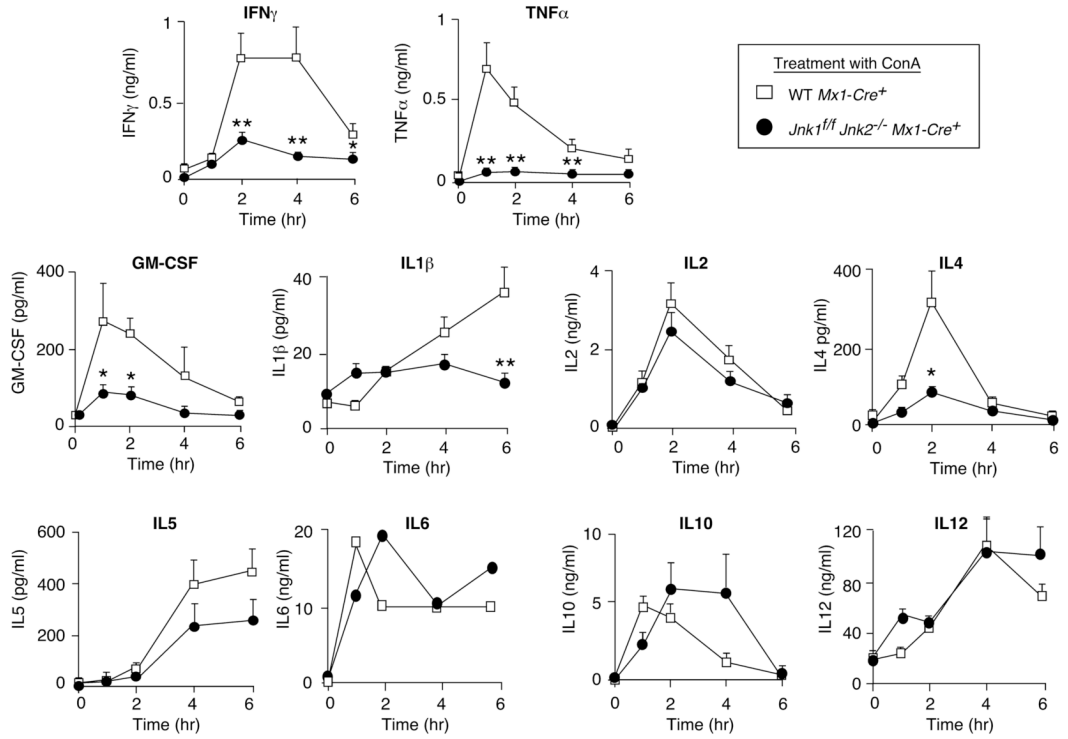 IFNγ
IFNγ (ng/ml)
1
0.5
0
** ** *
0 2 4 6
Time (hr)
TNFα
TNFα (ng/ml)
1
0.5
0
** ** **
0 2 4 6
Time (hr)
Treatment with ConA
WT Mx1-Cre+
Jnk1f/f Jnk2-/- Mx1-Cre+
GM-CSF
GM-CSF (pg/ml)
400
200
0
* *
0 2 4 6
Time (hr)
IL1β
IL1β (pg/ml)
40
20
0
**
0 2 4 6
Time (hr)
IL2
IL2 (ng/ml)
4
2
0
0 2 4 6
Time (hr)
IL4
IL4 pg/ml)
400
200
0
*
0 2 4 6
Time (hr)
IL5
IL5 (pg/ml)
600
400
200
0
0 2 4 6
Time (hr)
IL6
IL6 (ng/ml)
20
10
0
0 2 4 6
Time (hr)
IL10
IL10 (ng/ml)
10
5
0
0 2 4 6
Time (hr)
IL12
IL12 (ng/ml)
120
80
40
0
0 2 4 6
Time (hr)